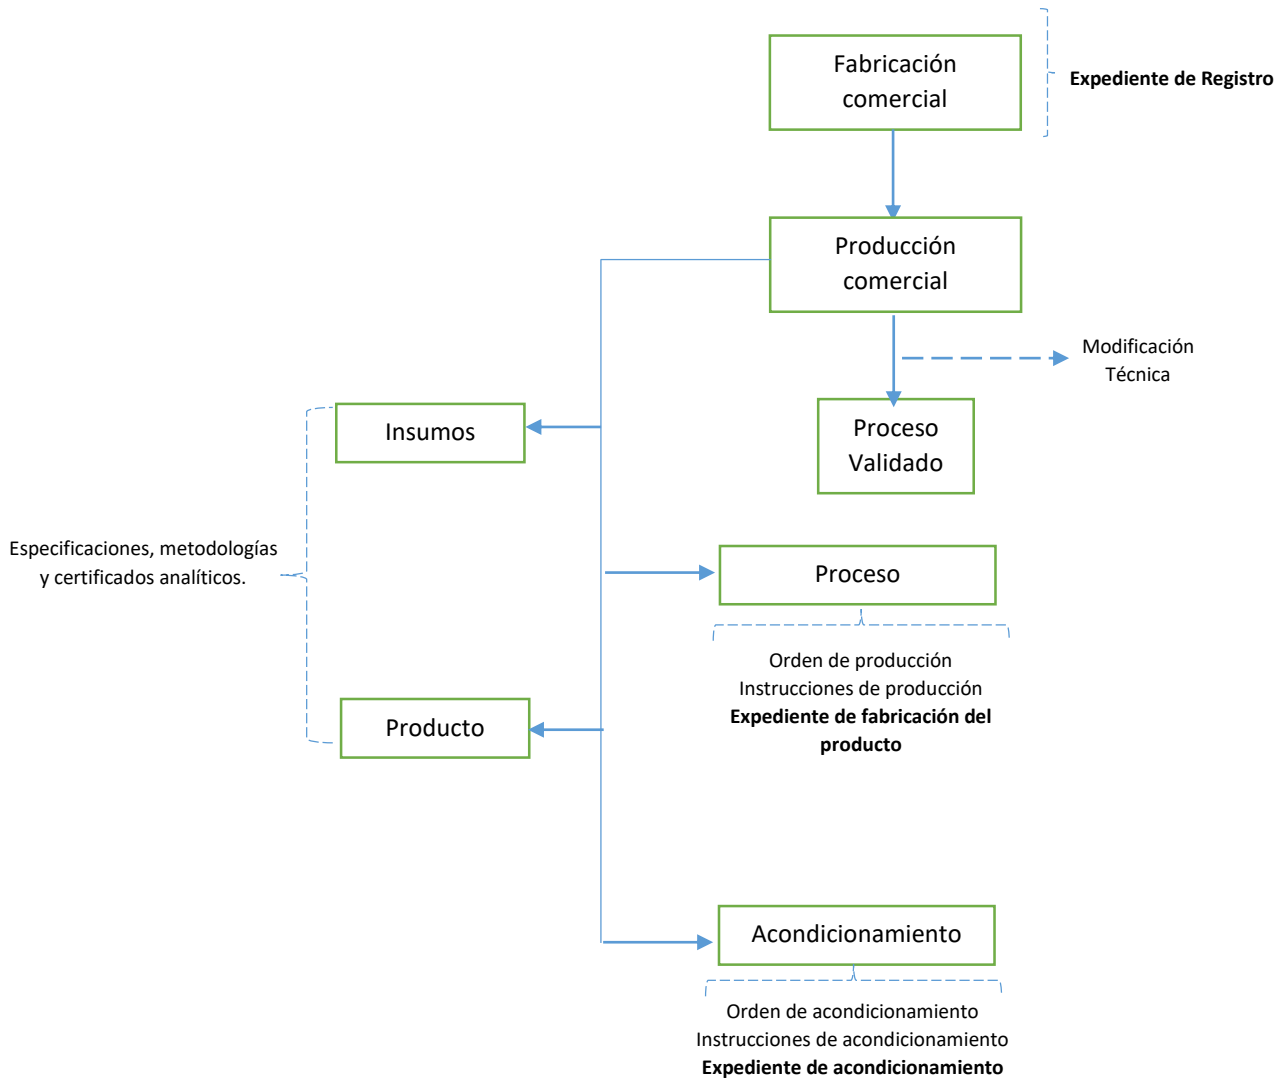 Fabricación
comercial
Expediente de Registro
Producción
comercial
Modificación
Técnica
Insumos
Proceso
Validado
Especificaciones, metodologías
y certificados analíticos.
Proceso
Orden de producción
Instrucciones de producción
Expediente de fabricación del
producto
Producto
Acondicionamiento
Orden de acondicionamiento
Instrucciones de acondicionamiento
Expediente de acondicionamiento